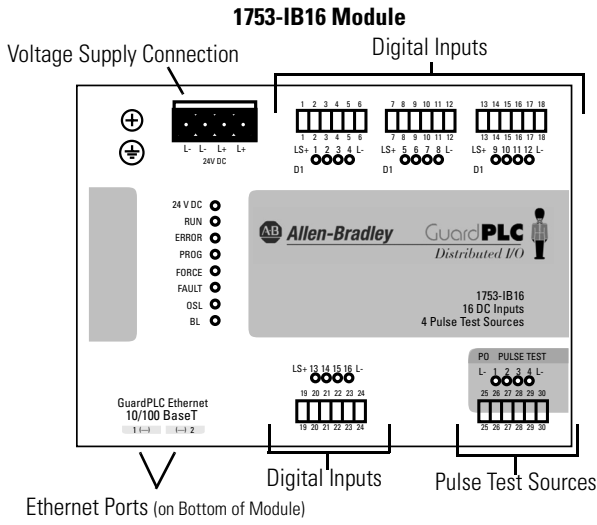 1753-IB16 Module
Voltage Supply Connection
Digital Inputs
1 2 3 4 5 6
7 8 9 10 11 12
13 14 15 16 17 18
1 2 3 4 5 6
7 8 9 10 11 12
13 14 15 16 17 18
L- L- L+ L+
24V DC
LS+ 1 2 3 4 L-
D1
LS+ 5 6 7 8 L-
D1
LS+ 9 10 11 12 L-
D1
24 V DC
RUN
ERROR
PROG
FORCE
FAULT
OSL
BL
AB Allen-Bradley
GuardPLC
Distributed I/O
1753-IB16
16 DC Inputs
4 Pulse Test Sources
PO PULSE TEST
LS+ 13 14 15 16 L-
L- 1 2 3 4 L-
19 20 21 22 23 24
25 26 27 28 29 30
19 20 21 22 23 24
25 26 27 28 29 30
GuardPLC Ethernet
10/100 BaseT
1 (—) (—) 2
Digital Inputs
Pulse Test Sources
Ethernet Ports (on Bottom of Module)